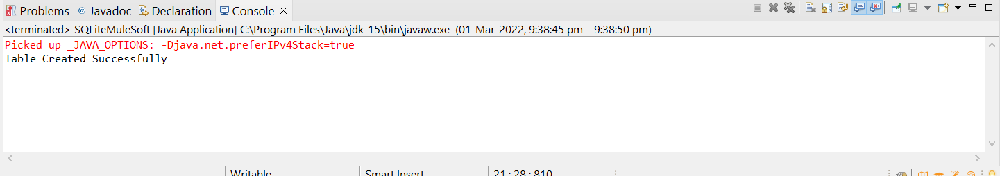 Problems @ Javadoc Declaration Console
<terminated> SQLiteMuleSoft [Java Application] C:\Program Files\Java\jdk-15\bin\javaw.exe (01-Mar-2022, 9:38:45 pm – 9:38:50 pm)
Picked up _JAVA_OPTIONS: -Djava.net.preferIPv4Stack=true
Table Created Successfully
Writable Smart Insert 21 : 28 : 810